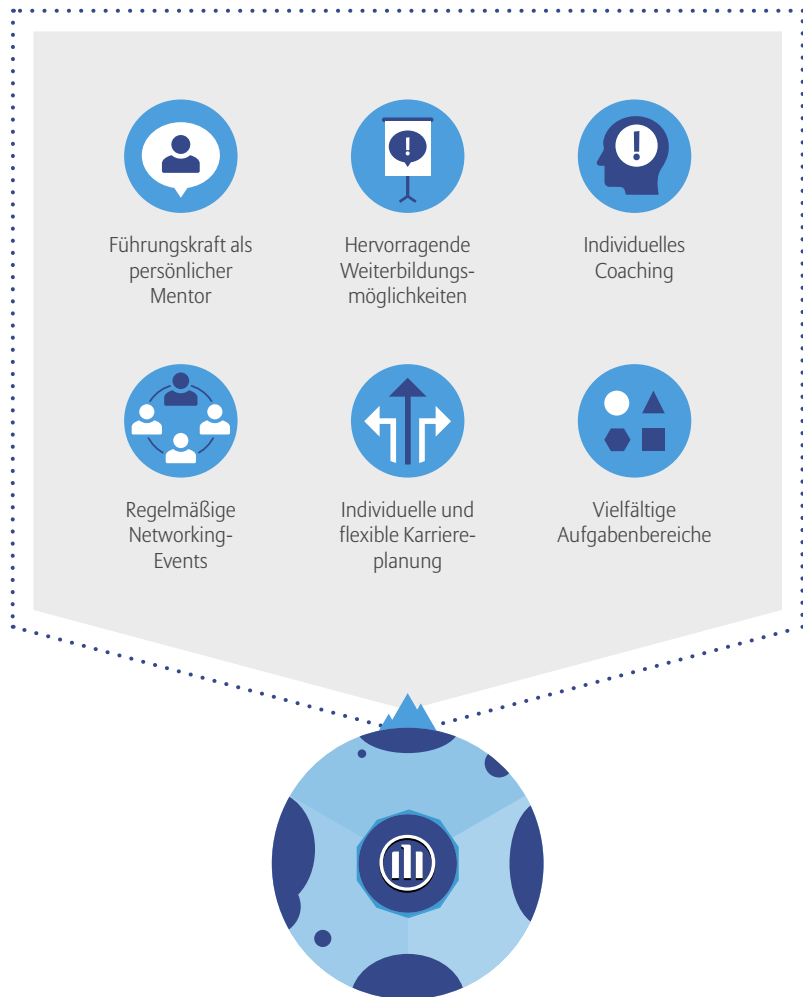 Führungskraft als
persönlicher
Mentor
Hervorragende
Weiterbildungs-
möglichkeiten
Individuelles
Coaching
Regelmäßige
Networking-
Events
Individuelle und
flexible Karriere-
planung
Vielfältige
Aufgabenbereiche